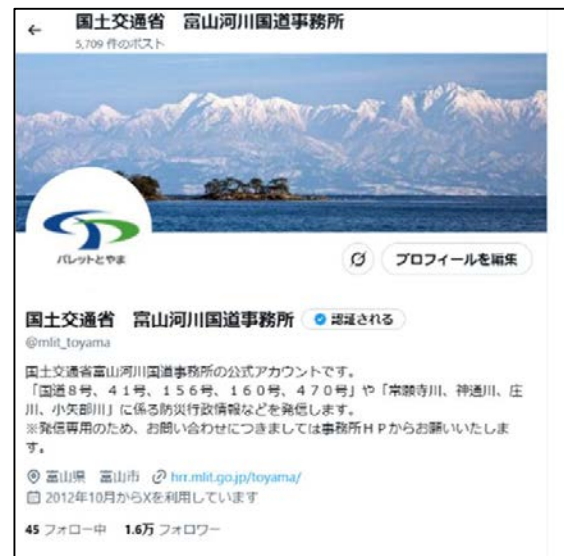 国土交通省　富山河川国道事務所
5,709 件のポスト
パレットとやま
プロフィールを編集
国土交通省　富山河川国道事務所 認証される
@mlit_toyama
国土交通省富山河川国道事務所の公式アカウントです。
「国道8号、４１号、１５６号、１６０号、４７０号」や「常願寺川、神通川、庄
川、小矢部川」に係る防災行政情報などを発信します。
※発信専用のため、お問い合わせにつきましては事務所ＨＰからお願いいたしま
す。
富山県　富山市 hrr.mlit.go.jp/toyama/
2012年10月からXを利用しています
45 フォロー中 1.6万 フォロワー